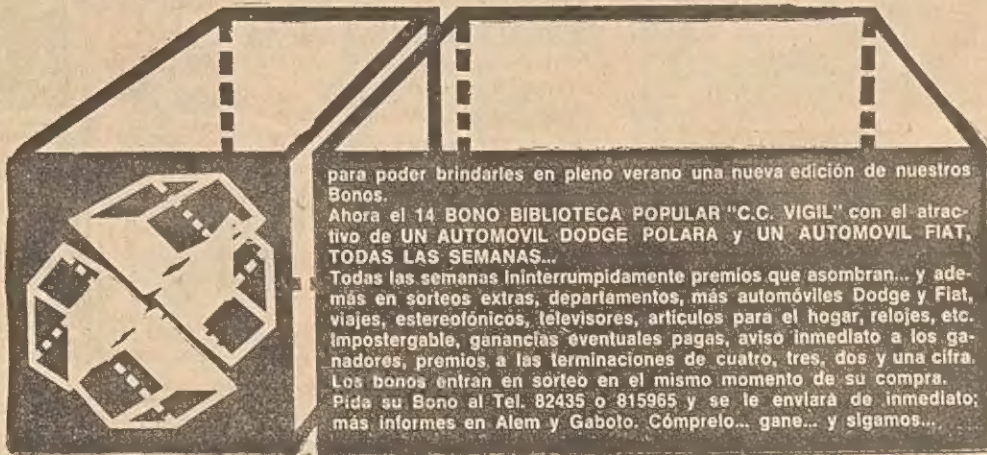 para poder brindarles en pleno verano una nueva edición de nuestros
Bonos.
Ahora el 14 BONO BIBLIOTECA POPULAR "C.C. VIGIL" con el atrac-
tivo de UN AUTOMOVIL DODGE POLARA y UN AUTOMOVIL FIAT,
TODAS LAS SEMANAS...
Todas las semanas ininterrumpidamente premios que asombran... y ade-
más en sorteos extras, departamentos, más automóviles Dodge y Fiat,
viajes, estereofónicos, televisores, artículos para el hogar, relojes, etc.
Impostergable, ganancias eventuales pagas, aviso inmediato a los ga-
nadores, premios a las terminaciones de cuatro, tres, dos y una cifra.
Los bonos entran en sorteo en el mismo momento de su compra.
Pida su Bono al Tel. 82435 o 815965 y se le enviará de inmediato;
más informes en Alem y Gaboto. Cómprelo... gane... y sigamos...